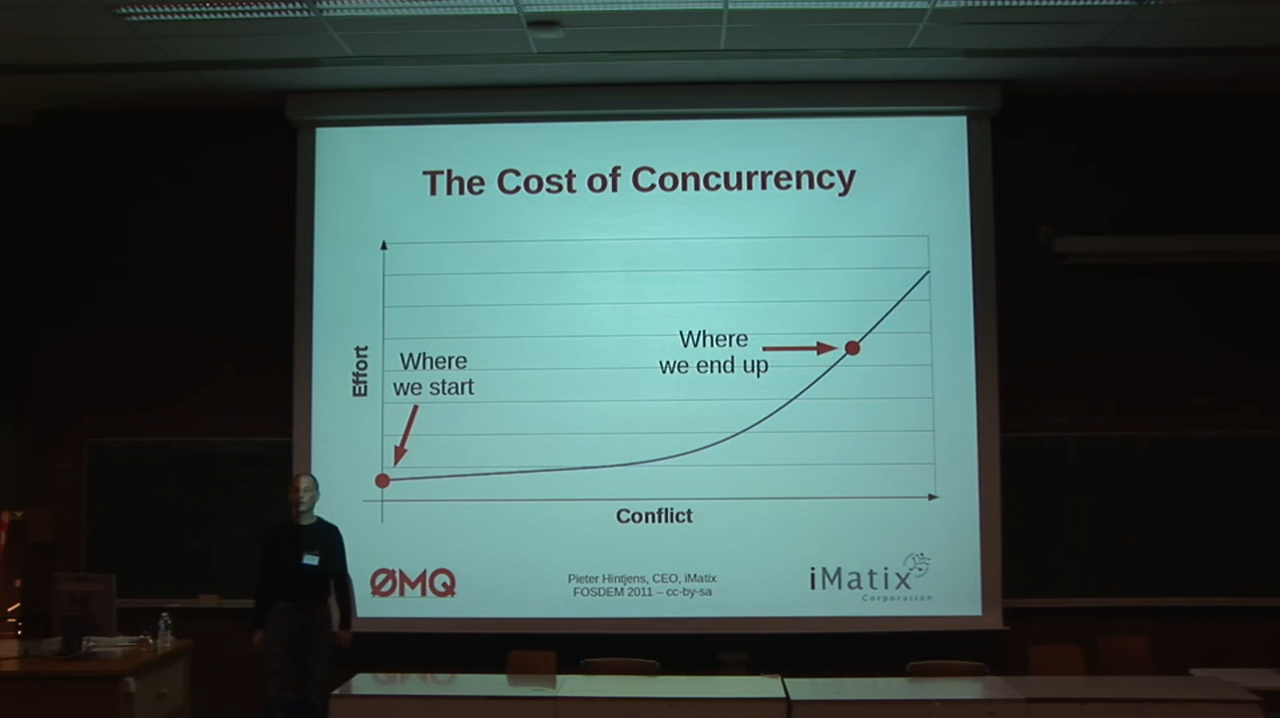 The Cost of Concurrency
Effort
Where
we start
Where
we end up
Conflict
ØMQ
Pieter Hintjens, CEO, iMatix
FOSDEM 2011 – cc-by-sa
iMatix
Corporation